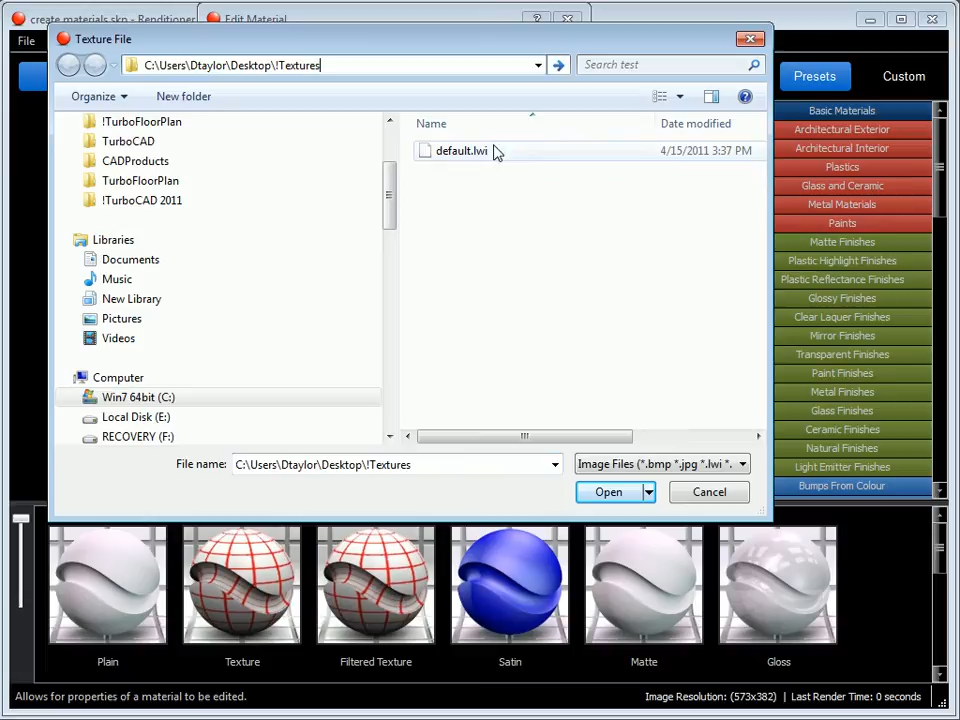 create materials.skp - Renditioner
Edit Material
File
Texture File
C:\Users\Dtaylor\Desktop\!Textures
Search test
Organize
New folder
Presets
Custom
!TurboFloorPlan
TurboCAD
CADProducts
TurboFloorPlan
!TurboCAD 2011
Libraries
Documents
Music
New Library
Pictures
Videos
Computer
Win7 64bit (C:)
Local Disk (E:)
RECOVERY (F:)
Name
Date modified
default.lwi
4/15/2011 3:37 PM
File name:
C:\Users\Dtaylor\Desktop\!Textures
Image Files (*.bmp *.jpg *.lwi *.
Open
Cancel
Basic Materials
Architectural Exterior
Architectural Interior
Plastics
Glass and Ceramic
Metal Materials
Paints
Matte Finishes
Plastic Highlight Finishes
Plastic Reflectance Finishes
Glossy Finishes
Clear Laquer Finishes
Mirror Finishes
Transparent Finishes
Paint Finishes
Metal Finishes
Glass Finishes
Ceramic Finishes
Natural Finishes
Light Emitter Finishes
Bumps From Colour
Plain
Texture
Filtered Texture
Satin
Matte
Gloss
Allows for properties of a material to be edited.
Image Resolution: (573x382) | Last Render Time: 0 seconds